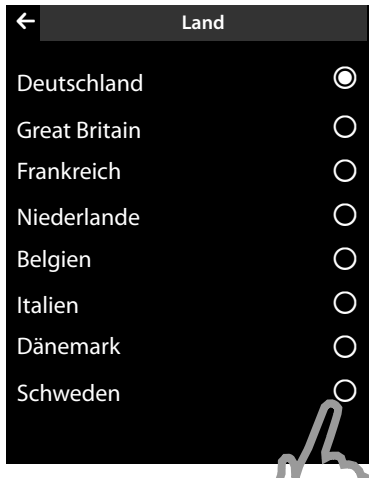 Land
Deutschland
Great Britain
Frankreich
Niederlande
Belgien
Italien
Dänemark
Schweden